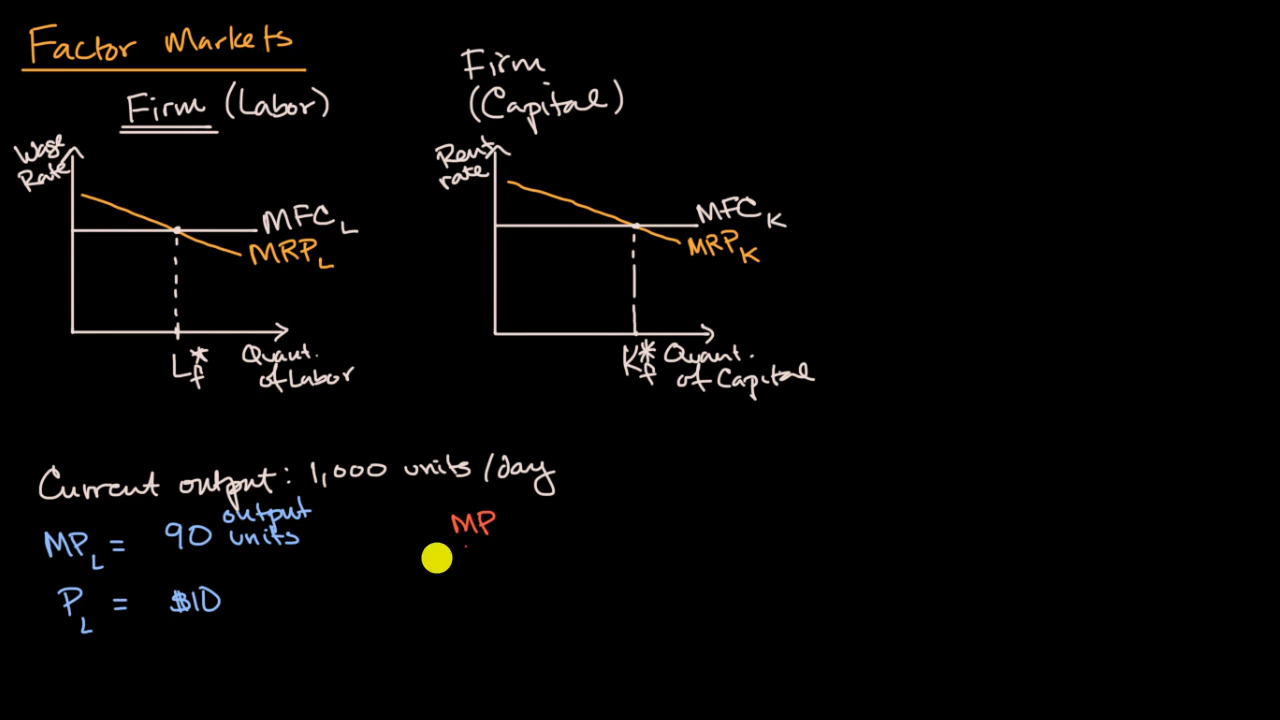 Factor Markets
Firm (Labor)
Wage
Rate
MFC L
MRP L
L*f
Quant.
of Labor
Firm
(Capital)
Rent
rate
MFC K
MRP K
K*f
Quant.
of Capital
Current output: 1,000 units/day
MP L = 90 output
units
P L = $10
MP